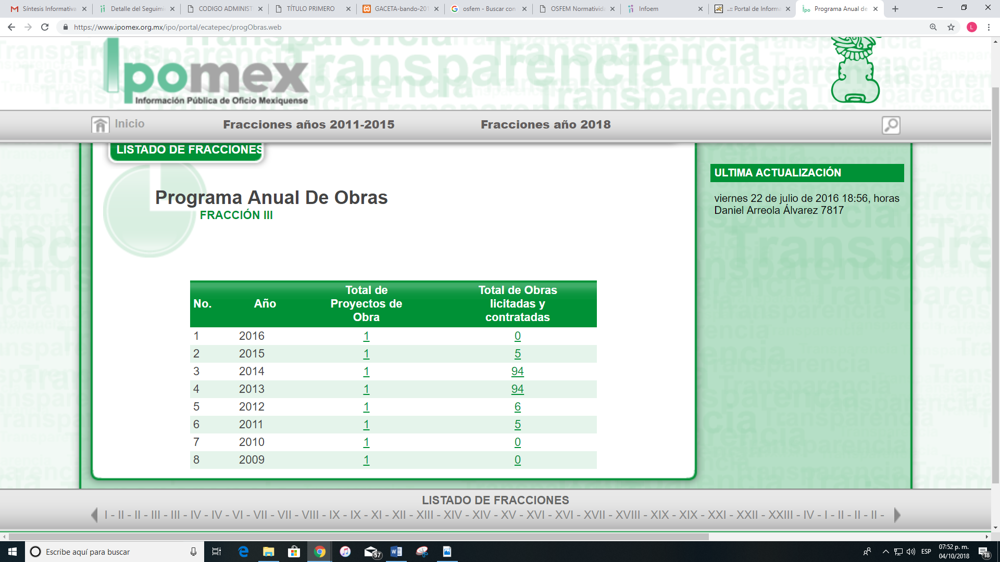 Síntesis Informativa
Detalle del Seguimi
CODIGO ADMINIST
TÍTULO PRIMERO
GACETA-bando-201
osfem - Buscar con
OSFEM Normativid
Infoem
..:: Portal de Informa
Programa Anual de
https://www.ipomex.org.mx/ipo/portal/ecatepec/progObras.web
L
Ipomex
Información Pública de Oficio Mexiquense
Transparencia
Inicio
Fracciones años 2011-2015
Fracciones año 2018
LISTADO DE FRACCIONES
Programa Anual De Obras
FRACCIÓN III
ULTIMA ACTUALIZACIÓN
viernes 22 de julio de 2016 18:56, horas
Daniel Arreola Álvarez 7817
No. Año Total de Proyectos de Obra Total de Obras licitadas y contratadas
1 2016 1 0
2 2015 1 5
3 2014 1 94
4 2013 1 94
5 2012 1 6
6 2011 1 5
7 2010 1 0
8 2009 1 0
LISTADO DE FRACCIONES
I - II - II - III - III - IV - IV - VI - VII - VII - VIII - IX - IX - XI - XII - XIII - XIV - XIV - XV - XVI - XVI - XVII - XVIII - XIX - XIX - XXI - XXII - XXIII - IV - I - II - II - II -
Escribe aquí para buscar
57
ESP
07:52 p. m.
04/10/2018
18